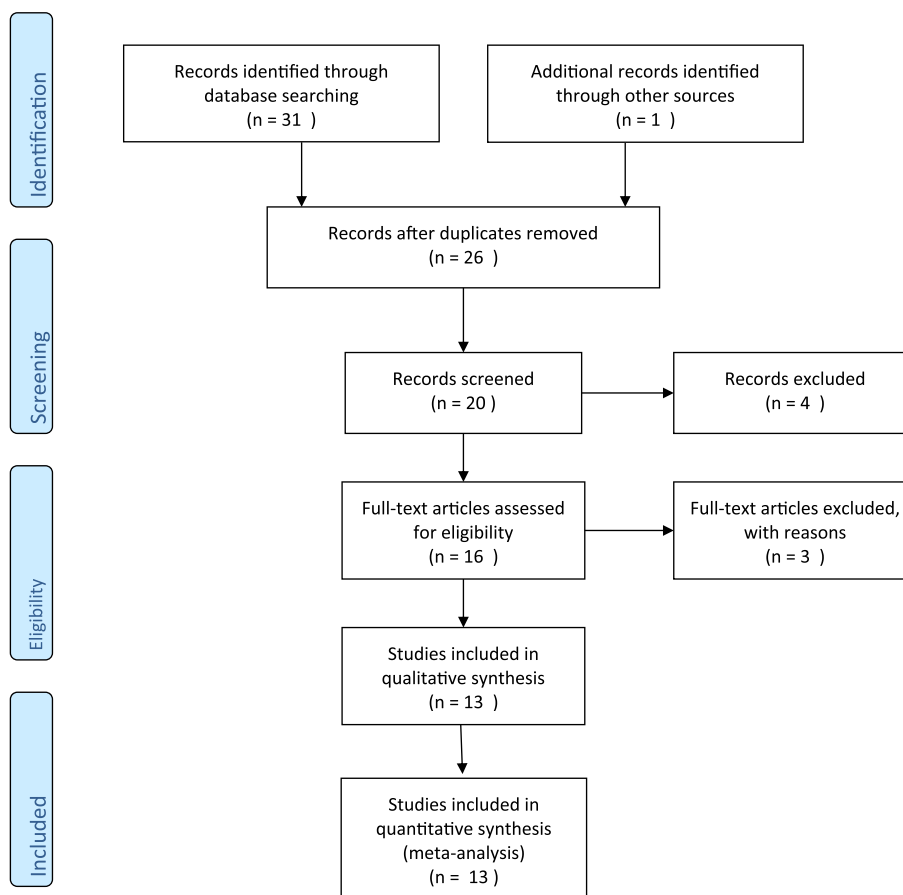 Identification
Records identified through
database searching
(n = 31 )
Additional records identified
through other sources
(n = 1 )
Records after duplicates removed
(n = 26 )
Screening
Records screened
(n = 20 )
Records excluded
(n = 4 )
Eligibility
Full-text articles assessed
for eligibility
(n = 16 )
Full-text articles excluded,
with reasons
(n = 3 )
Studies included in
qualitative synthesis
(n = 13 )
Included
Studies included in
quantitative synthesis
(meta-analysis)
(n = 13 )